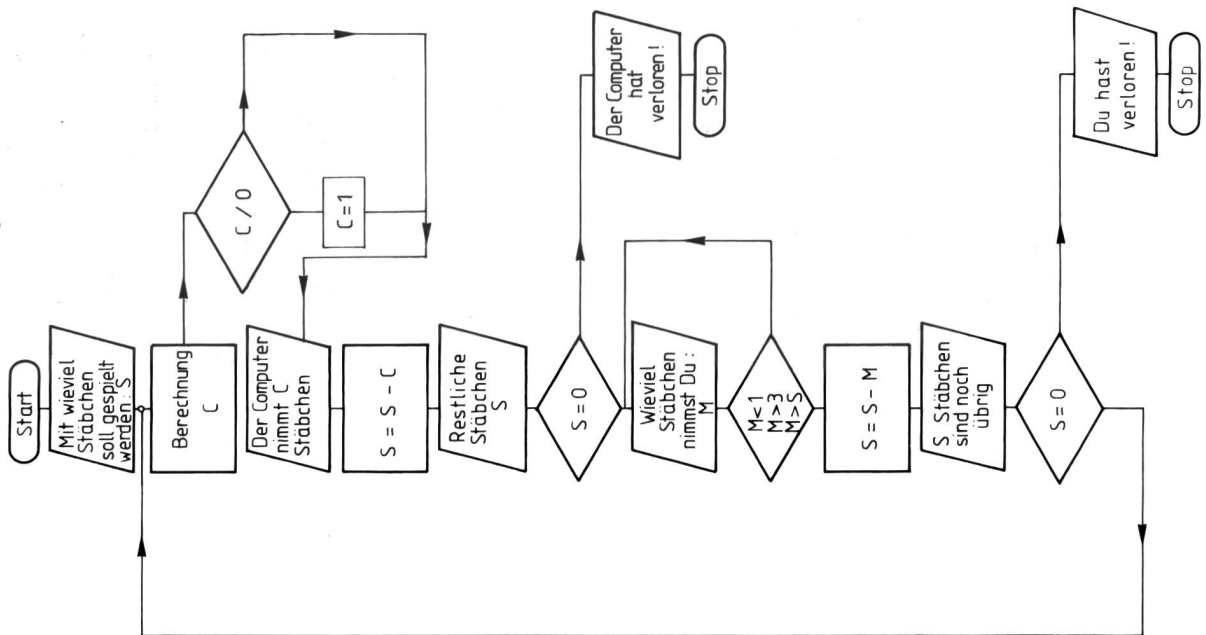 Start
Mit wieviel
Stäbchen
soll gespielt
werden: S
Berechnung
C
C / 0
C = 1
Der Computer
nimmt C
Stäbchen
S = S - C
Restliche
Stäbchen
S
S = 0
Der Computer
hat
verloren!
Stop
Wieviel
Stäbchen
nimmst Du:
M
M<1
M>3
M>S
S = S - M
S Stäbchen
sind noch
übrig
S = 0
Du hast
verloren!
Stop